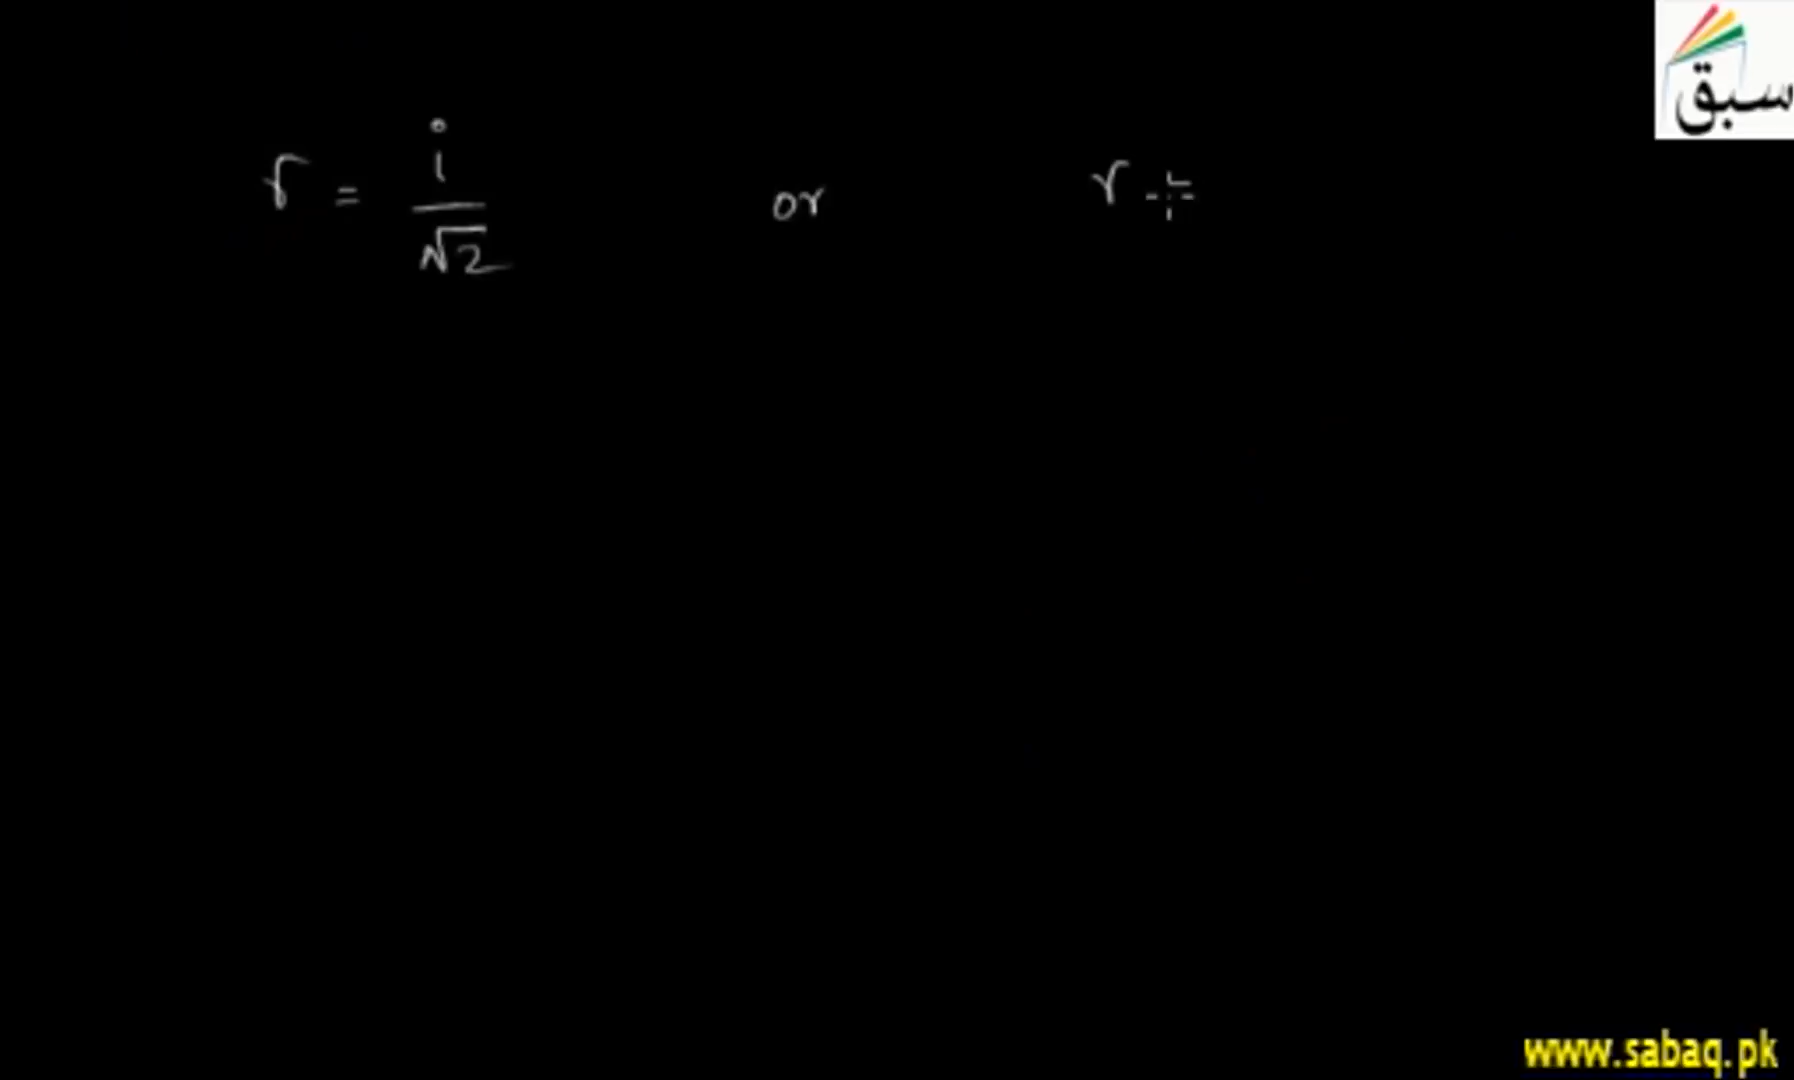 سبق
r = i/√2 or r =
www.sabaq.pk